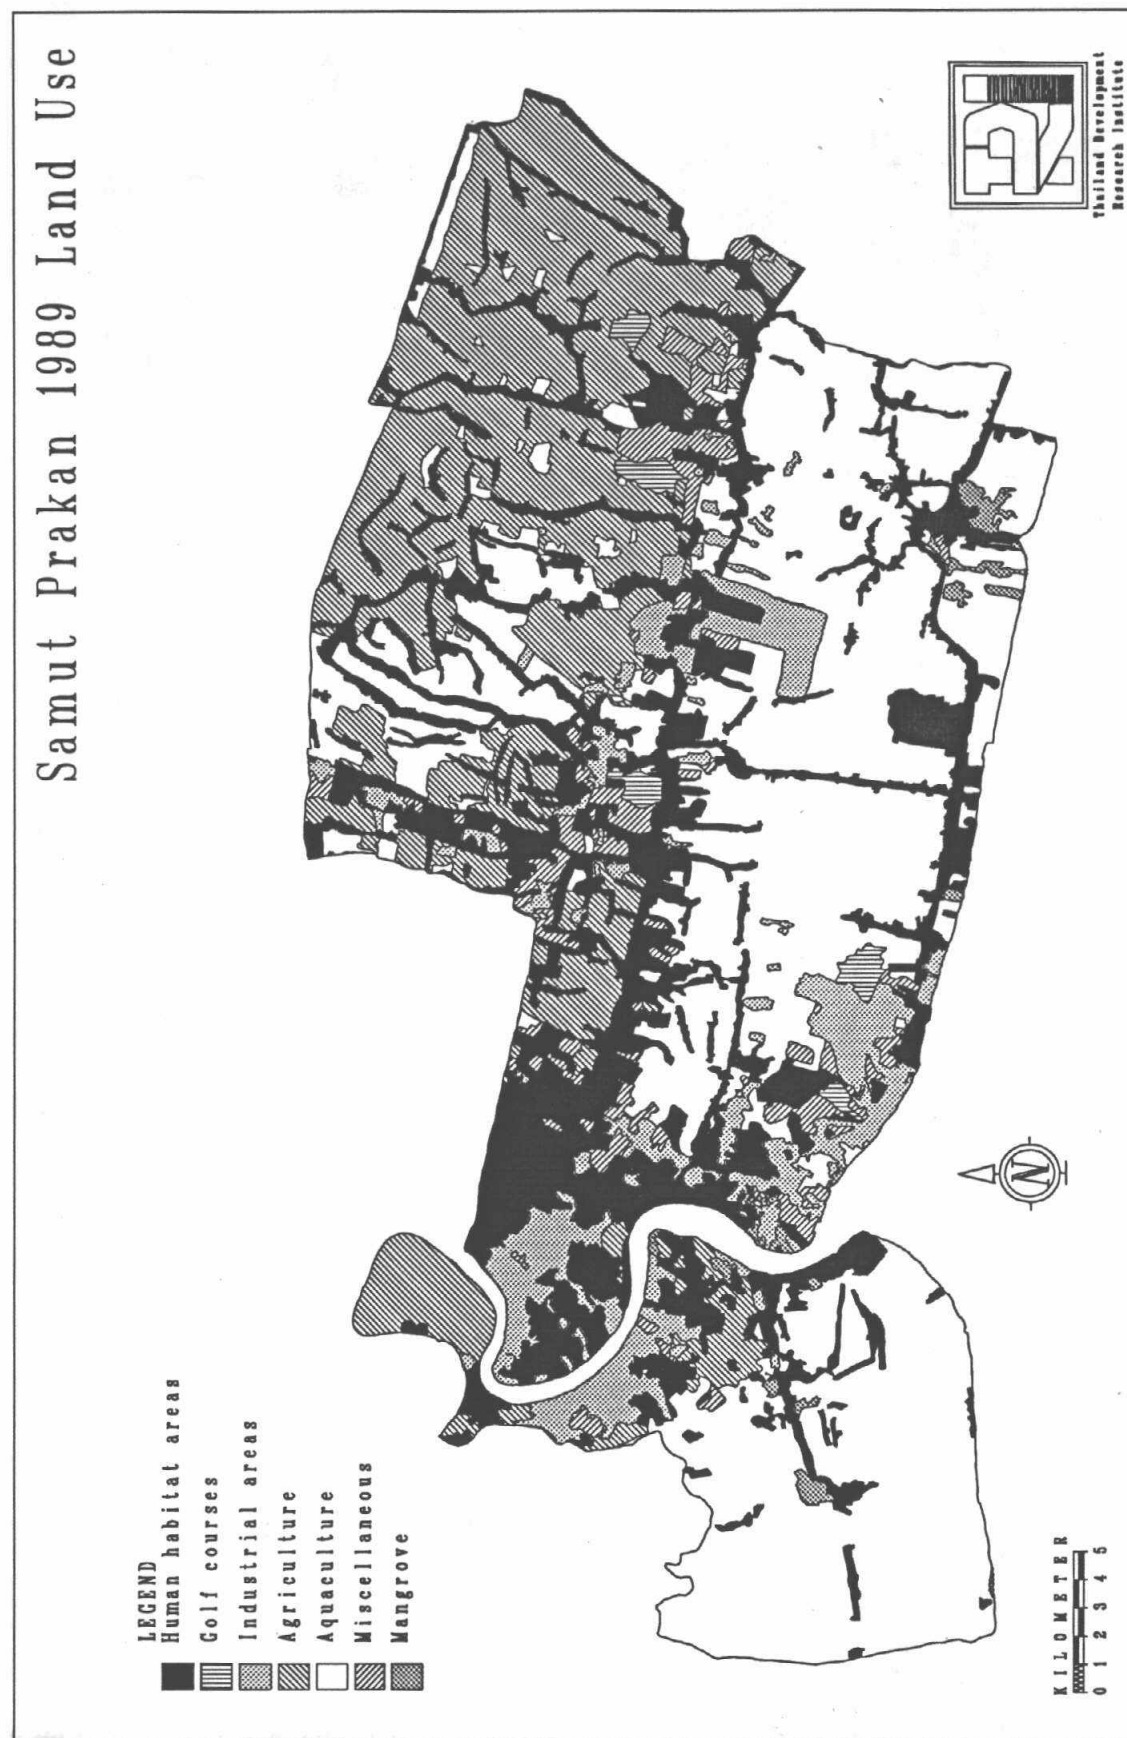 Samut Prakan 1989 Land Use
LEGEND
Human habitat areas
Golf courses
Industrial areas
Agriculture
Aquaculture
Miscellaneous
Mangrove
N
KILOMETER
0 1 2 3 4 5
Thailand Development
Research Institute